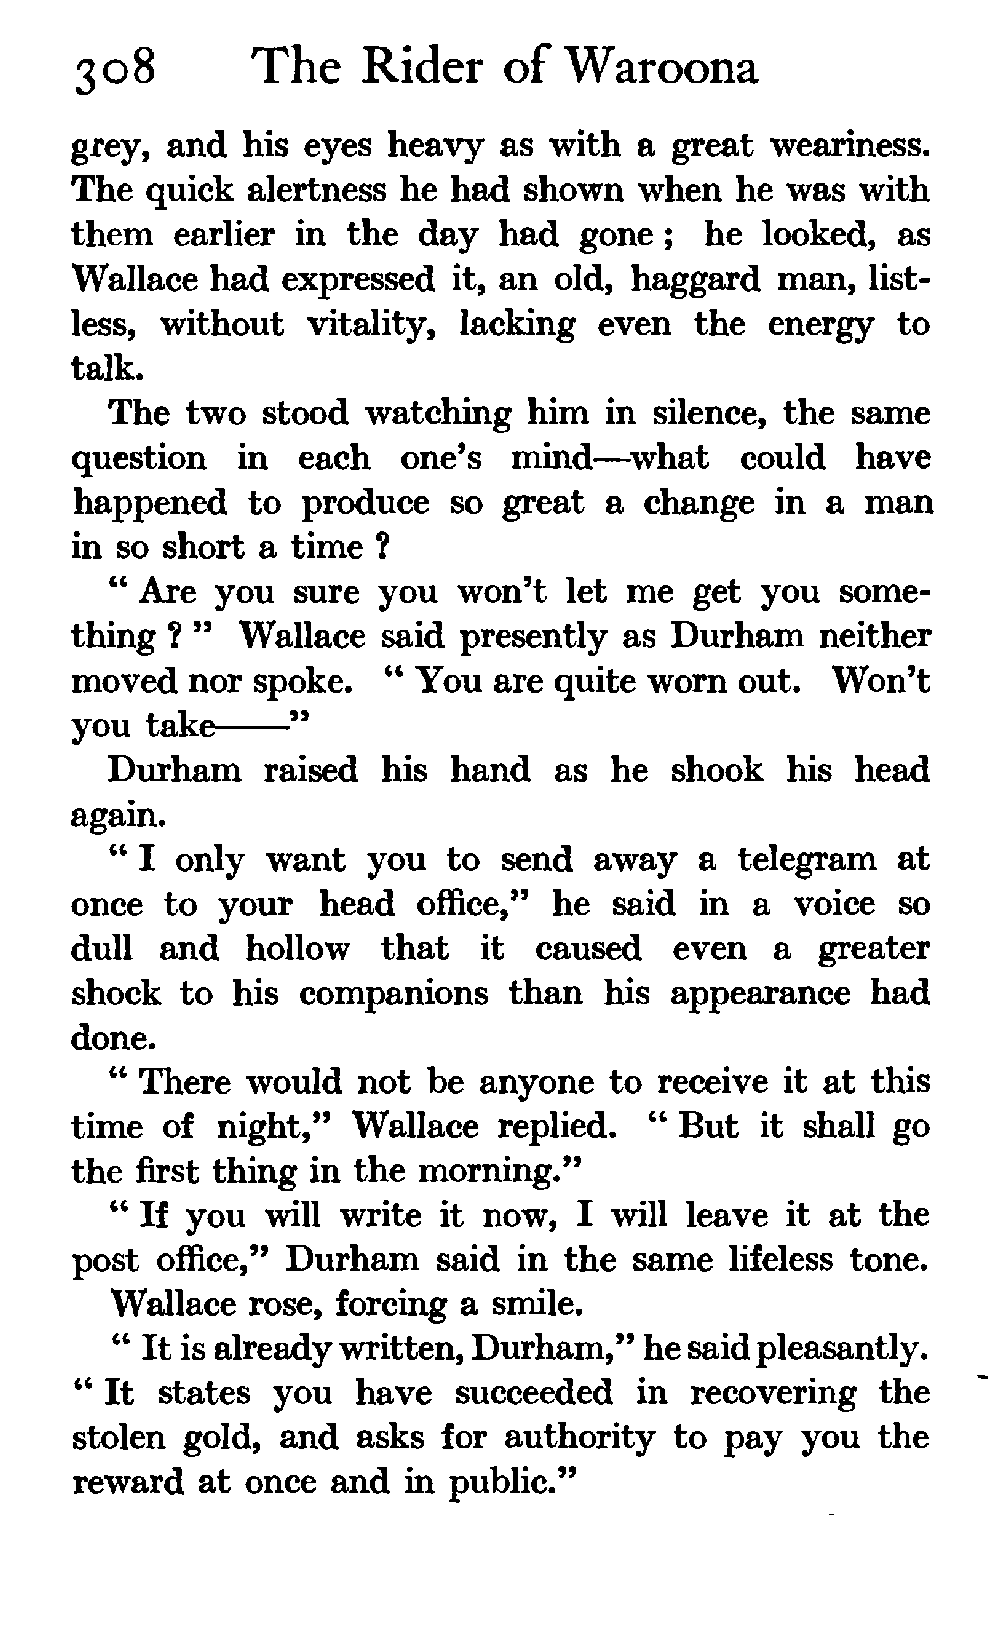 308 The Rider of Waroona
grey, and his eyes heavy as with a great weariness.
The quick alertness he had shown when he was with
them earlier in the day had gone ; he looked, as
Wallace had expressed it, an old, haggard man, list-
less, without vitality, lacking even the energy to
talk.
The two stood watching him in silence, the same
question in each one's mind—what could have
happened to produce so great a change in a man
in so short a time ?
“ Are you sure you won't let me get you some-
thing ? ” Wallace said presently as Durham neither
moved nor spoke. “ You are quite worn out. Won't
you take——”
Durham raised his hand as he shook his head
again.
“ I only want you to send away a telegram at
once to your head office,” he said in a voice so
dull and hollow that it caused even a greater
shock to his companions than his appearance had
done.
“ There would not be anyone to receive it at this
time of night,” Wallace replied. “ But it shall go
the first thing in the morning.”
“ If you will write it now, I will leave it at the
post office,” Durham said in the same lifeless tone.
Wallace rose, forcing a smile.
“ It is already written, Durham,” he said pleasantly.
“ It states you have succeeded in recovering the
stolen gold, and asks for authority to pay you the
reward at once and in public.”